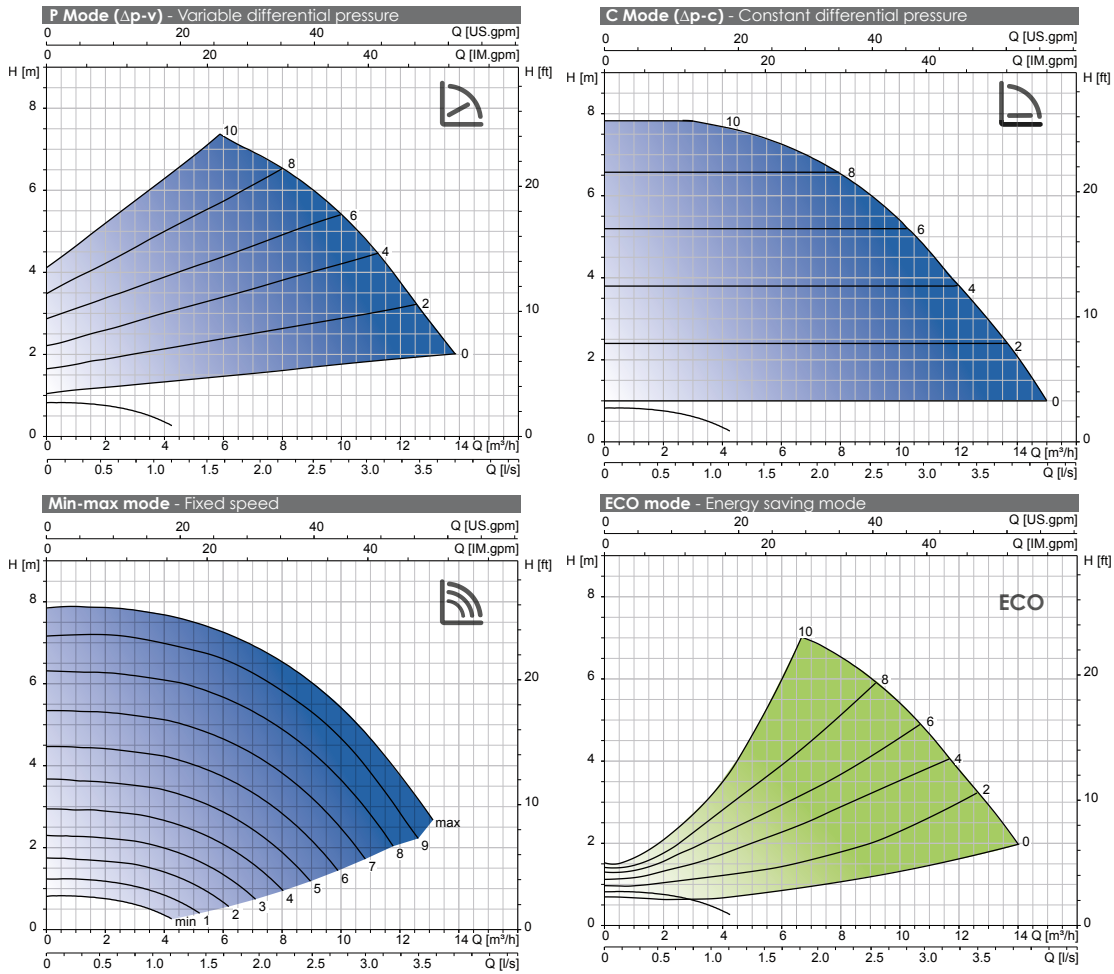 P Mode (∆p-v) - Variable differential pressure
0 20 40 Q [US.gpm]
0 20 40 Q [IM.gpm]
H [m] H [ft]
8
6
4
2
0
20
10
0
10
8
6
4
2
0
0 2 4 6 8 10 12 14 Q [m³/h]
0 0.5 1.0 1.5 2.0 2.5 3.0 3.5 Q [l/s]
C Mode (∆p-c) - Constant differential pressure
0 20 40 Q [US.gpm]
0 20 40 Q [IM.gpm]
H [m] H [ft]
8
6
4
2
0
20
10
0
10
8
6
4
2
0
0 2 4 6 8 10 12 14 Q [m³/h]
0 0.5 1.0 1.5 2.0 2.5 3.0 3.5 Q [l/s]
Min-max mode - Fixed speed
0 20 40 Q [US.gpm]
0 20 40 Q [IM.gpm]
H [m] H [ft]
8
6
4
2
0
20
10
0
max
9
8
7
6
5
4
3
2
1
min
0 2 4 6 8 10 12 14 Q [m³/h]
0 0.5 1.0 1.5 2.0 2.5 3.0 3.5 Q [l/s]
ECO mode - Energy saving mode
0 20 40 Q [US.gpm]
0 20 40 Q [IM.gpm]
H [m] H [ft]
ECO
8
6
4
2
0
20
10
0
10
8
6
4
2
0
0 2 4 6 8 10 12 14 Q [m³/h]
0 0.5 1.0 1.5 2.0 2.5 3.0 3.5 Q [l/s]